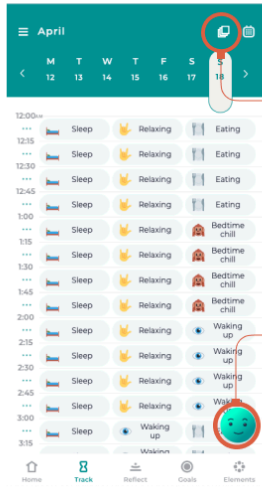 April
M T W T F S S
12 13 14 15 16 17 18
12:00am
Sleep Relaxing Eating
12:15
Sleep Relaxing Eating
12:30
Sleep Relaxing Eating
12:45
Sleep Relaxing Eating
1:00
Sleep Relaxing Bedtime
chill
1:15
Sleep Relaxing Bedtime
chill
1:30
Sleep Relaxing Bedtime
chill
1:45
Sleep Relaxing Bedtime
chill
2:00
Sleep Relaxing Waking
up
2:15
Sleep Relaxing Waking
up
2:30
Sleep Relaxing Waking
up
2:45
Sleep Relaxing Waking
up
3:00
Sleep Waking
up
3:15
Waking
Home Track Reflect Goals Elements